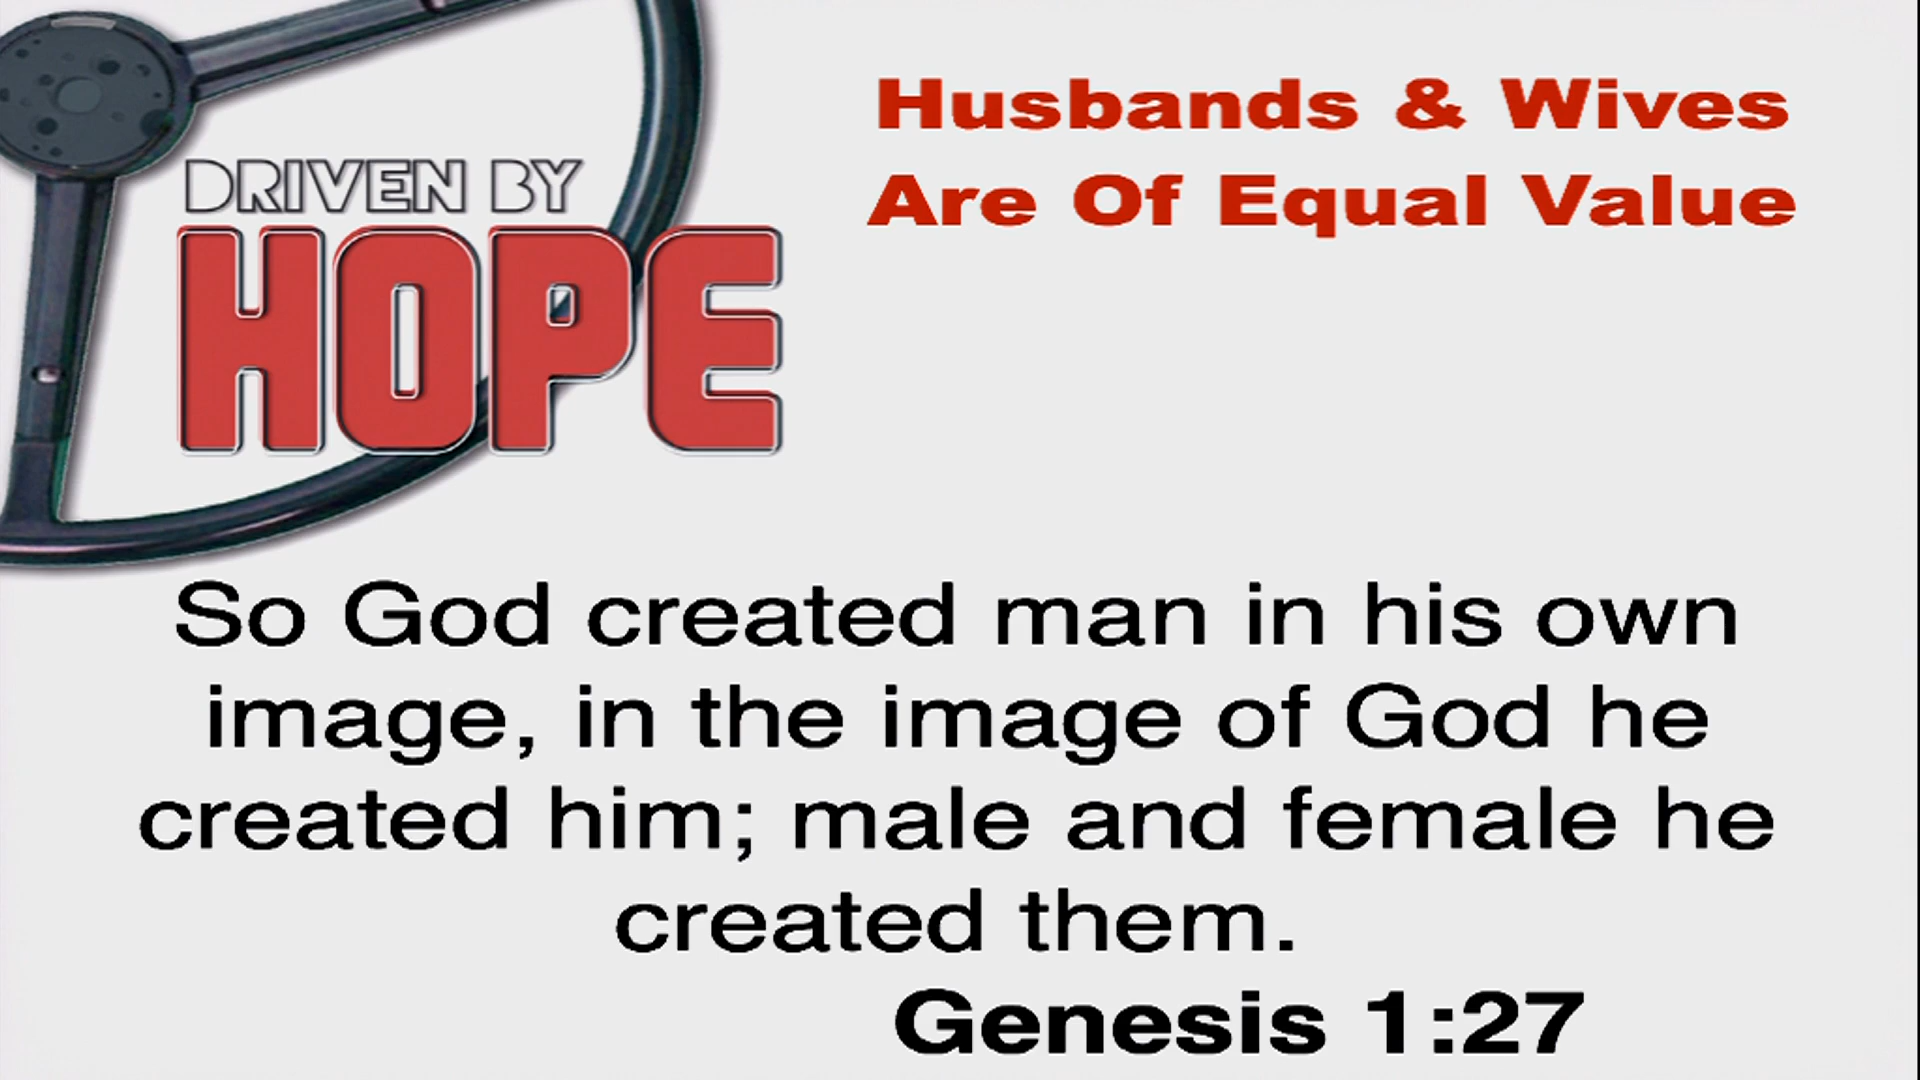 DRIVEN BY
HOPE
Husbands & Wives
Are Of Equal Value
So God created man in his own
image, in the image of God he
created him; male and female he
created them.
Genesis 1:27